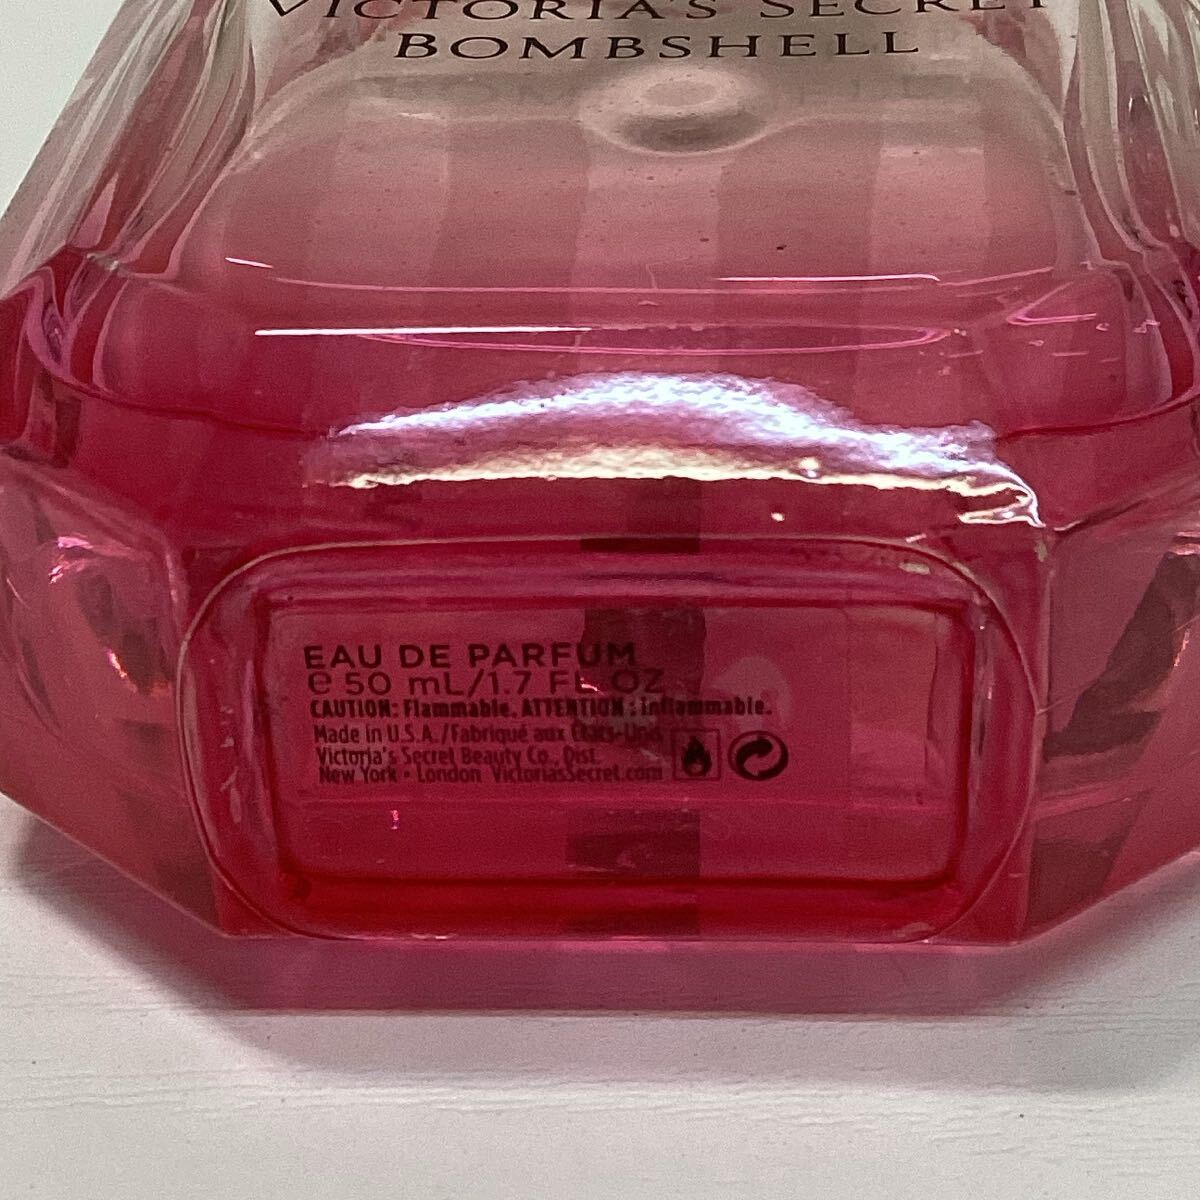 VICTORIA'S SECRET
BOMBSHELL
EAU DE PARFUM
℮ 50 mL/1.7 FL OZ
CAUTION: Flammable. ATTENTION : Inflammable.
Made in U.S.A./Fabriqué aux États-Unis
Victoria's Secret Beauty Co., Dist.
New York • London VictoriasSecret.com